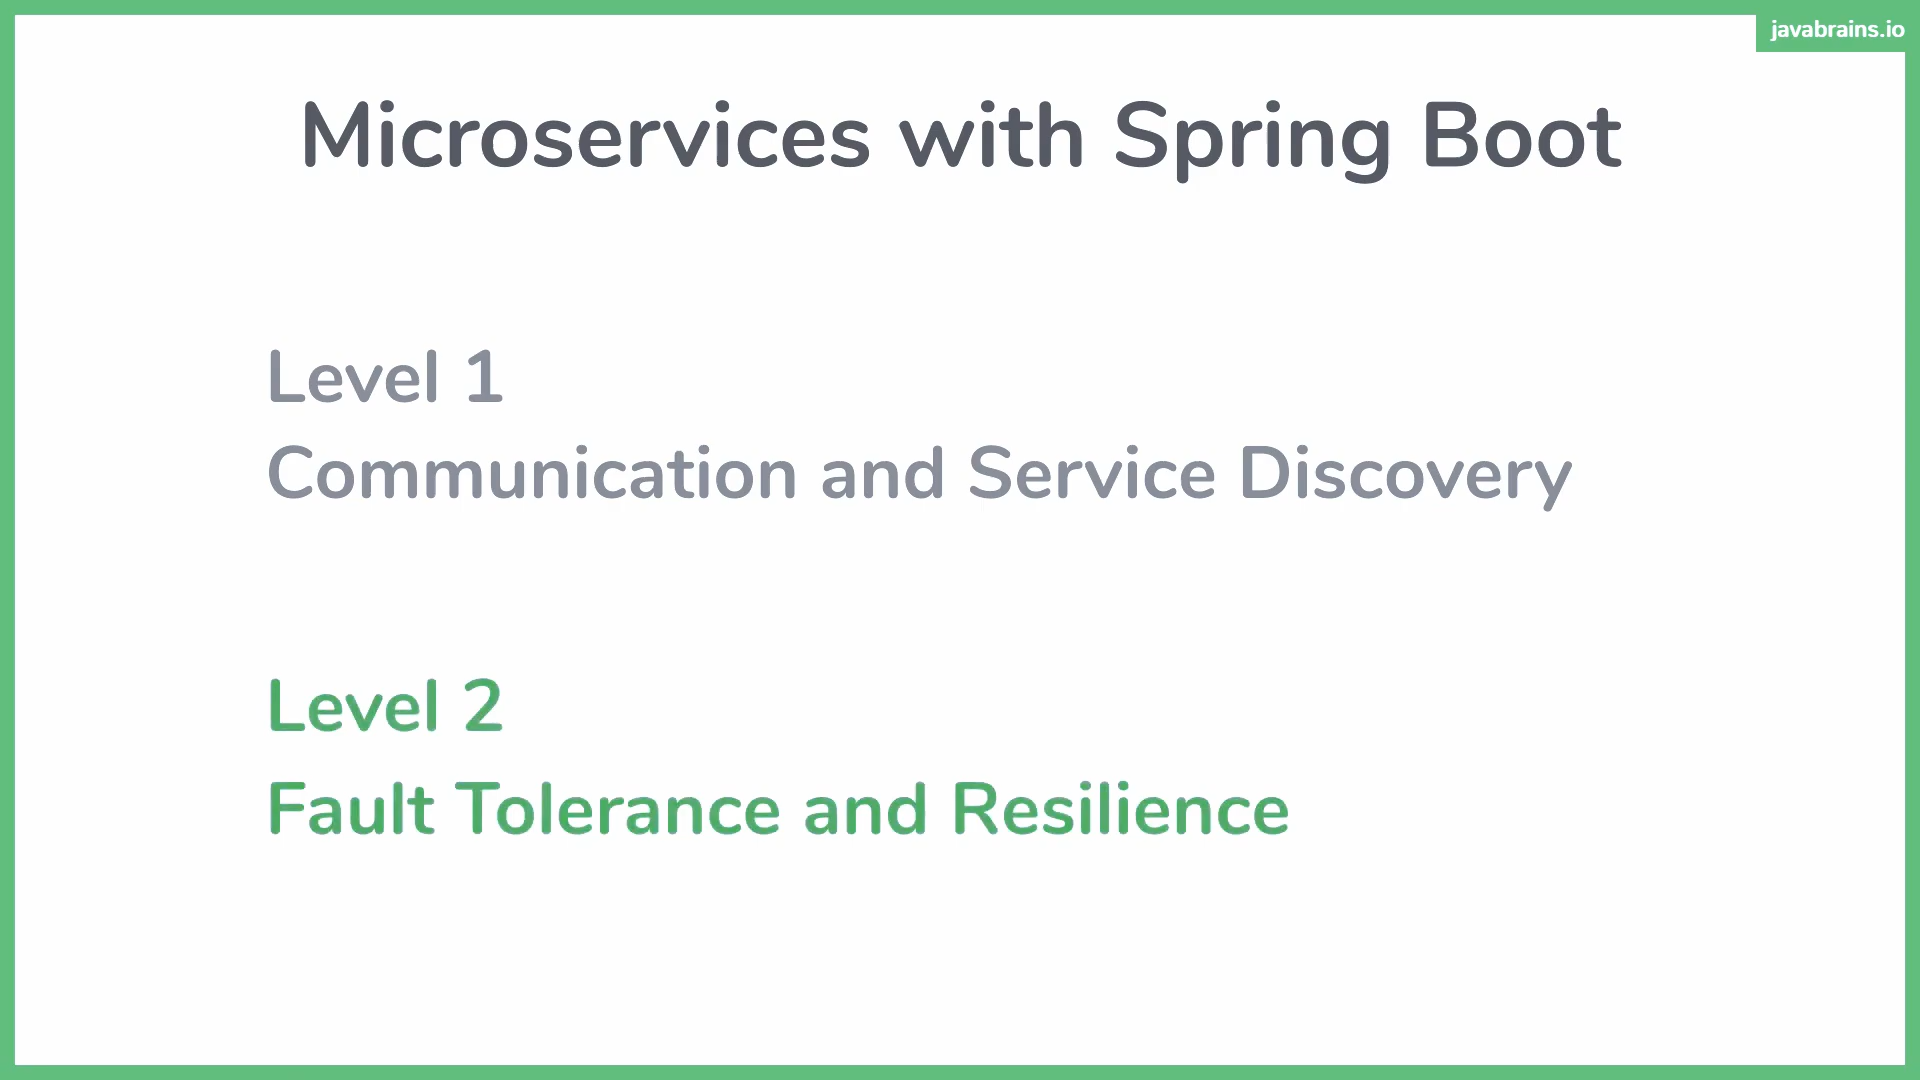 javabrains.io
Microservices with Spring Boot
Level 1
Communication and Service Discovery
Level 2
Fault Tolerance and Resilience